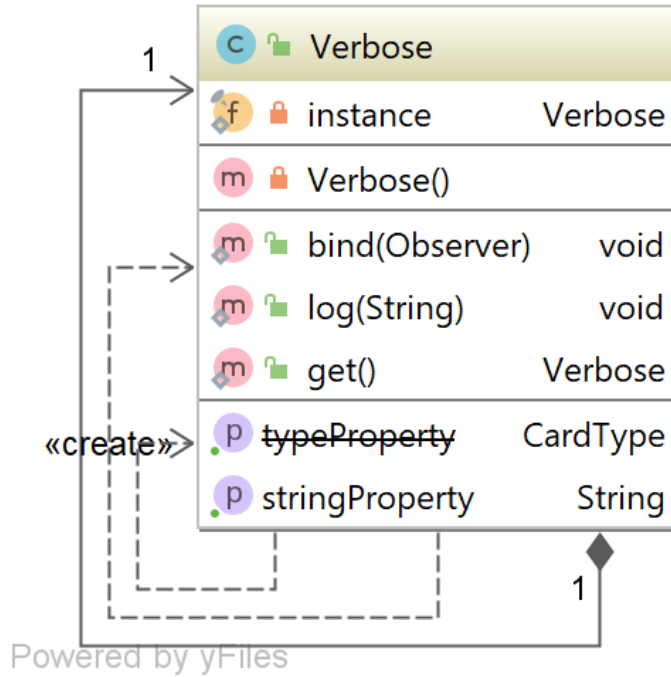 C Verbose
1
f instance Verbose
m Verbose()
m bind(Observer) void
m log(String) void
m get() Verbose
«create»
p typeProperty CardType
p stringProperty String
1
Powered by yFiles